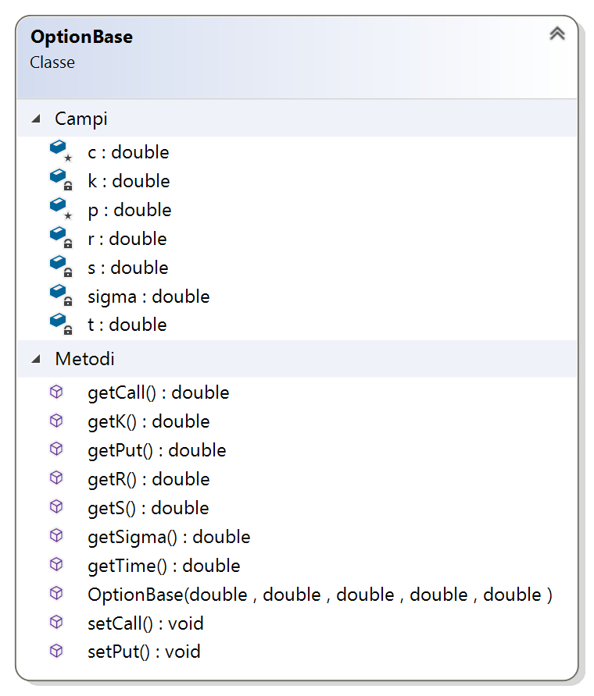 OptionBase
Classe
Campi
c : double
k : double
p : double
r : double
s : double
sigma : double
t : double
Metodi
getCall() : double
getK() : double
getPut() : double
getR() : double
getS() : double
getSigma() : double
getTime() : double
OptionBase(double , double , double , double , double )
setCall() : void
setPut() : void